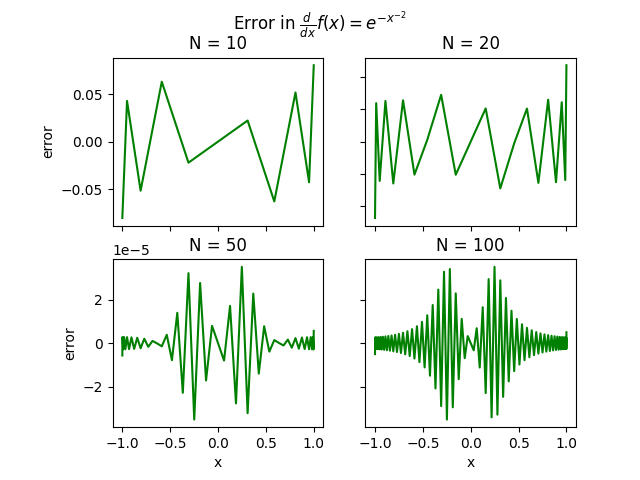 Error in $\frac{d}{dx}f(x) = e^{-x^{-2}}$
N = 10
N = 20
0.05
0.00
−0.05
error
N = 50
N = 100
1e−5
2
0
−2
error
−1.0 −0.5 0.0 0.5 1.0
−1.0 −0.5 0.0 0.5 1.0
x
x